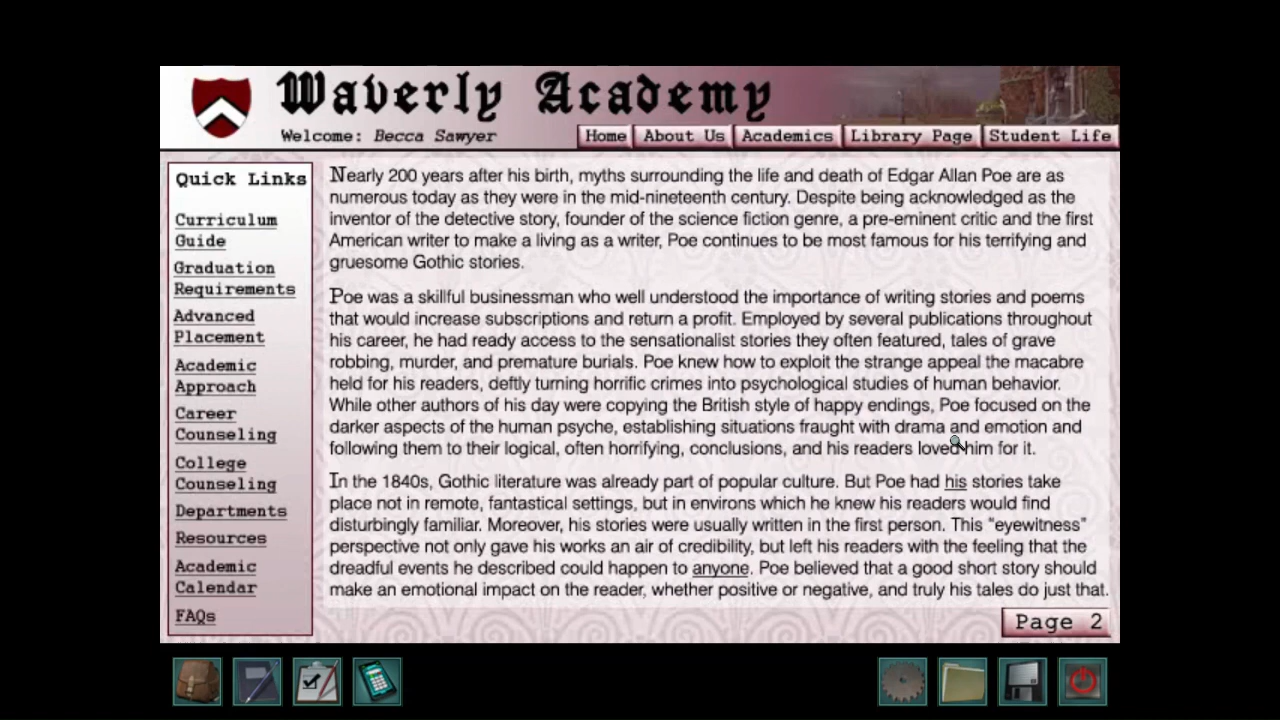 Waverly Academy
Welcome: Becca Sawyer
Home
About Us
Academics
Library Page
Student Life
Quick Links
Curriculum
Guide
Graduation
Requirements
Advanced
Placement
Academic
Approach
Career
Counseling
College
Counseling
Departments
Resources
Academic
Calendar
FAQs
Nearly 200 years after his birth, myths surrounding the life and death of Edgar Allan Poe are as
numerous today as they were in the mid-nineteenth century. Despite being acknowledged as the
inventor of the detective story, founder of the science fiction genre, a pre-eminent critic and the first
American writer to make a living as a writer, Poe continues to be most famous for his terrifying and
gruesome Gothic stories.
Poe was a skillful businessman who well understood the importance of writing stories and poems
that would increase subscriptions and return a profit. Employed by several publications throughout
his career, he had ready access to the sensationalist stories they often featured, tales of grave
robbing, murder, and premature burials. Poe knew how to exploit the strange appeal the macabre
held for his readers, deftly turning horrific crimes into psychological studies of human behavior.
While other authors of his day were copying the British style of happy endings, Poe focused on the
darker aspects of the human psyche, establishing situations fraught with drama and emotion and
following them to their logical, often horrifying, conclusions, and his readers loved him for it.
In the 1840s, Gothic literature was already part of popular culture. But Poe had his stories take
place not in remote, fantastical settings, but in environs which he knew his readers would find
disturbingly familiar. Moreover, his stories were usually written in the first person. This "eyewitness"
perspective not only gave his works an air of credibility, but left his readers with the feeling that the
dreadful events he described could happen to anyone. Poe believed that a good short story should
make an emotional impact on the reader, whether positive or negative, and truly his tales do just that.
Page 2